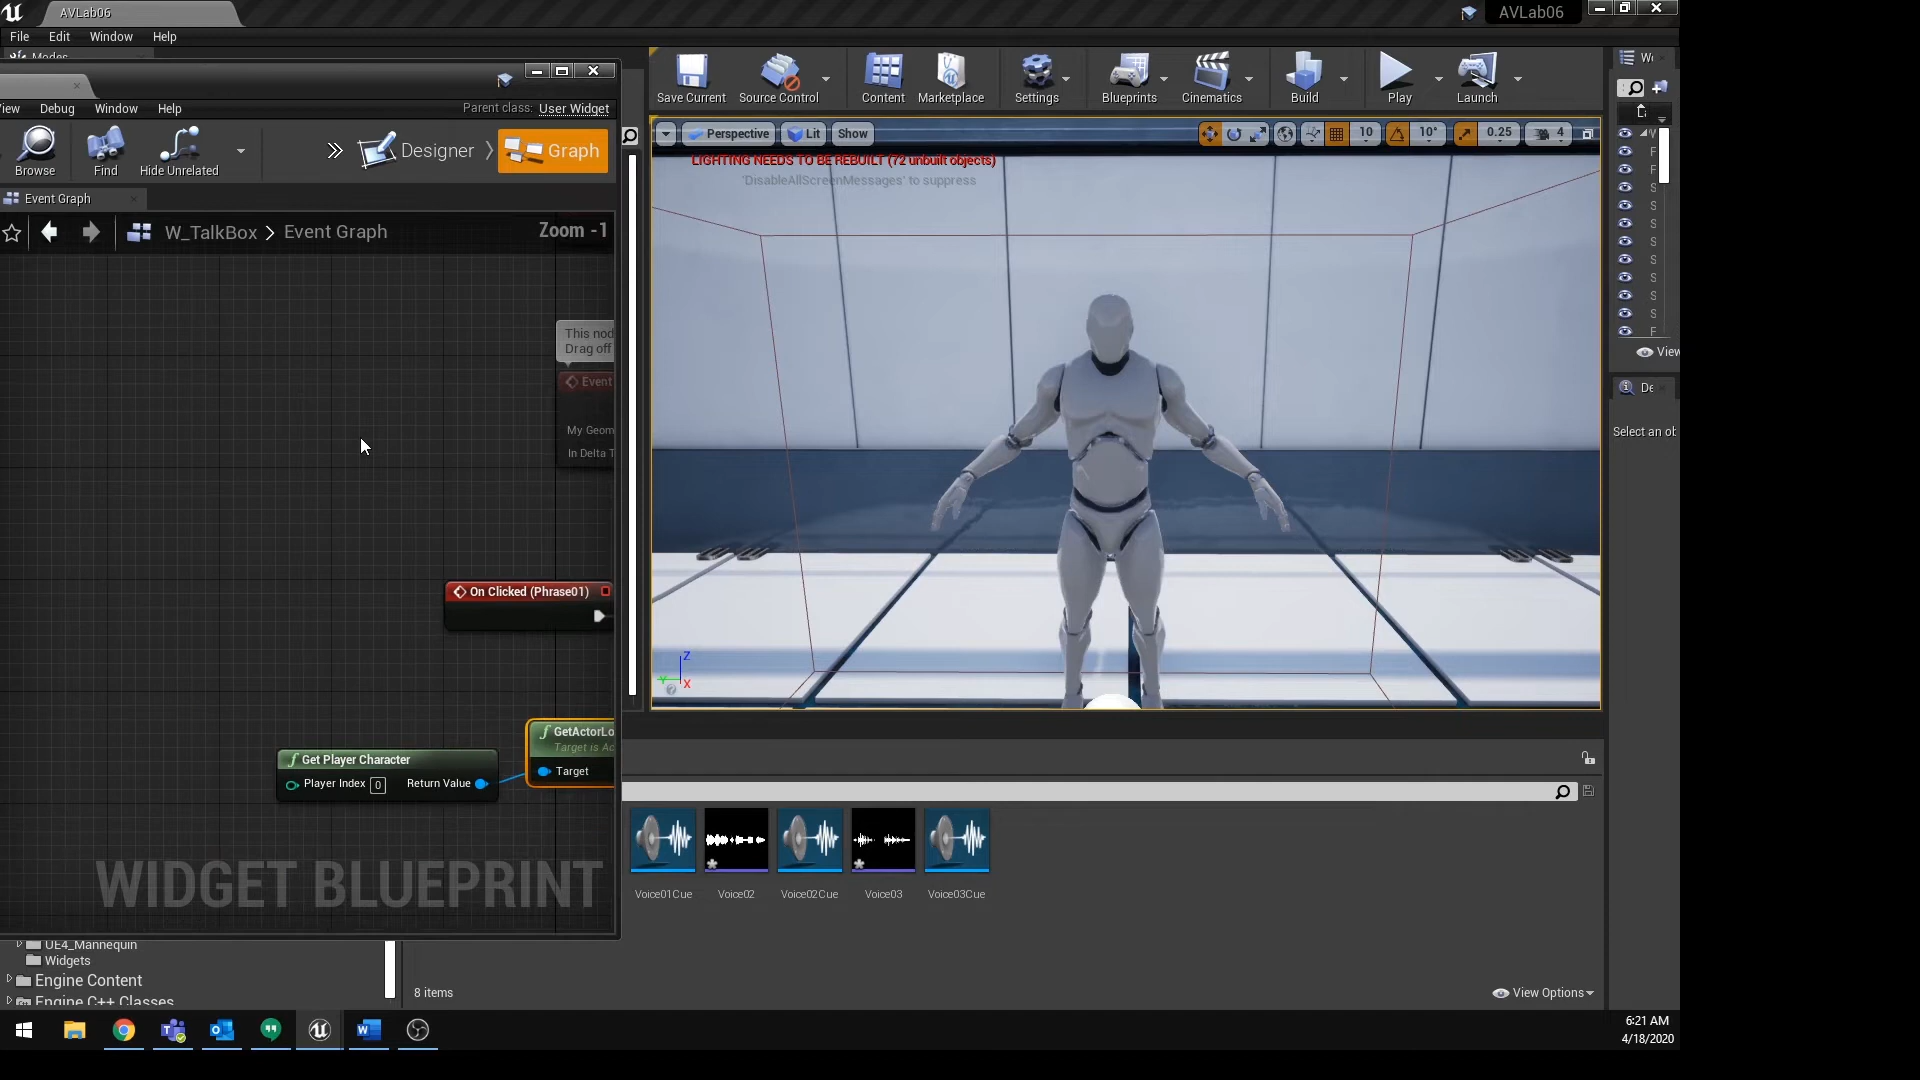 AVLab06
AVLab06
File Edit Window Help
Modes
Debug Window Help
Parent class: User Widget
Browse Find Hide Unrelated
Designer Graph
Event Graph
W_TalkBox > Event Graph
Zoom -1
This nod
Drag off
Event
My Geom
In Delta T
On Clicked (Phrase01)
GetActorLo
Target is Ac
Target
Get Player Character
Player Index 0 Return Value
WIDGET BLUEPRINT
Save Current Source Control Content Marketplace Settings Blueprints Cinematics Build Play Launch
Perspective Lit Show
10 10° 0.25 4
LIGHTING NEEDS TO BE REBUILT (72 unbuilt objects)
'DisableAllScreenMessages' to suppress
Z
Y
X
F
F
S
S
S
S
S
S
S
S
F
View
De
Select an ob
Voice01Cue Voice02 Voice02Cue Voice03 Voice03Cue
UE4_Mannequin
Widgets
Engine Content
Engine C++ Classes
8 items
View Options
6:21 AM
4/18/2020